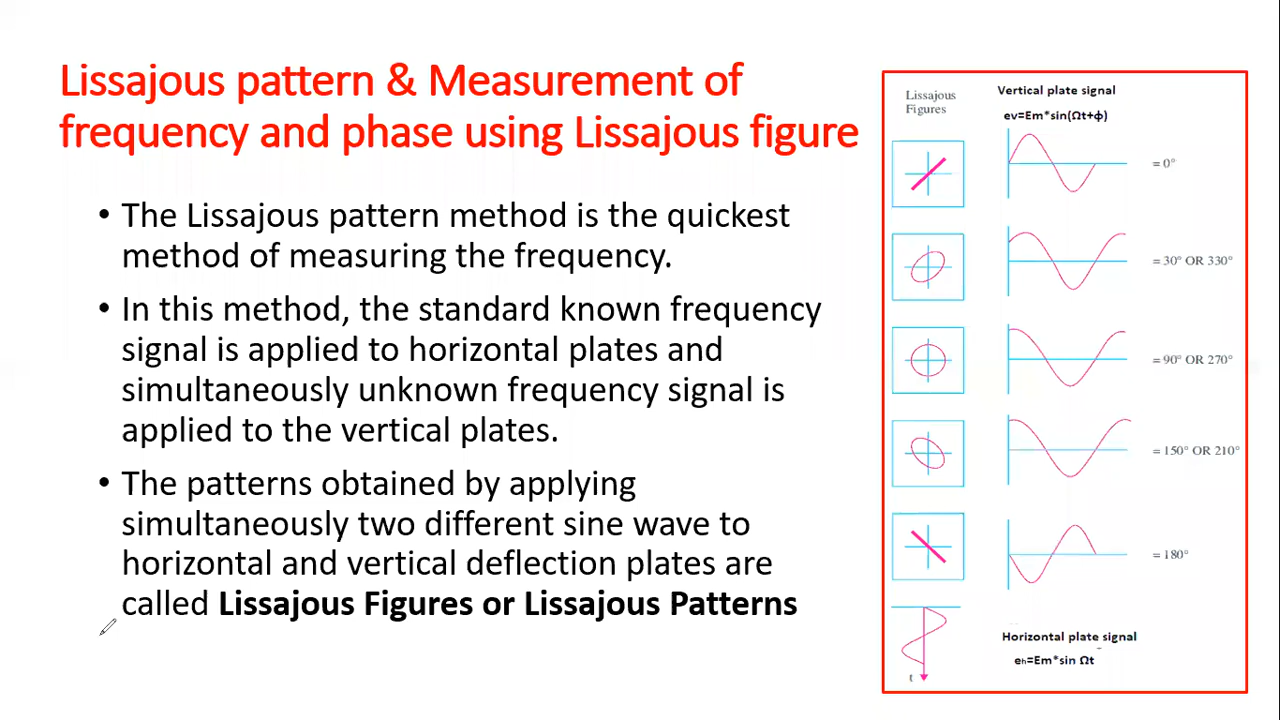 Lissajous pattern & Measurement of
frequency and phase using Lissajous figure
• The Lissajous pattern method is the quickest
method of measuring the frequency.
• In this method, the standard known frequency
signal is applied to horizontal plates and
simultaneously unknown frequency signal is
applied to the vertical plates.
• The patterns obtained by applying
simultaneously two different sine wave to
horizontal and vertical deflection plates are
called Lissajous Figures or Lissajous Patterns
Lissajous
Figures
Vertical plate signal
ev=Em*sin(Ωt+ϕ)
= 0°
= 30° OR 330°
= 90° OR 270°
= 150° OR 210°
= 180°
Horizontal plate signal
eh=Em*sin Ωt
t